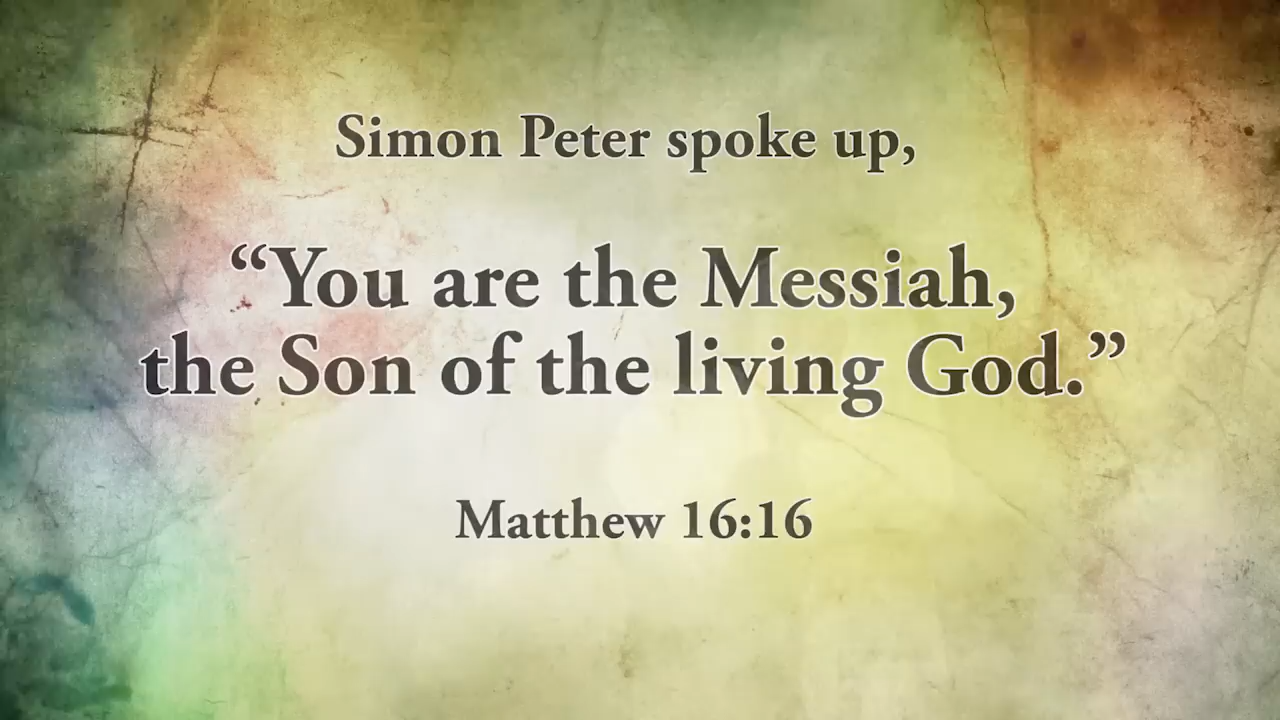 Simon Peter spoke up,
“You are the Messiah,
the Son of the living God.”
Matthew 16:16